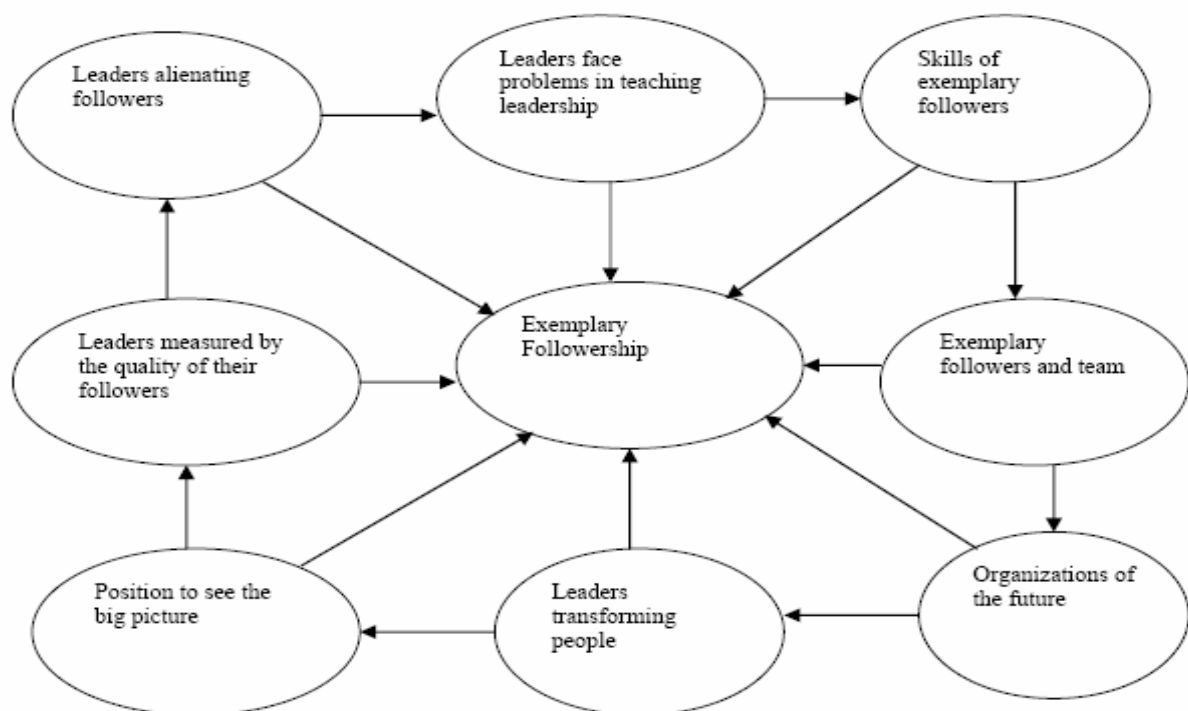 Leaders alienating
followers
Leaders face
problems in teaching
leadership
Skills of
exemplary
followers
Leaders measured by
the quality of their
followers
Exemplary
Followership
Exemplary
followers and team
Position to see the
big picture
Leaders
transforming
people
Organizations of
the future